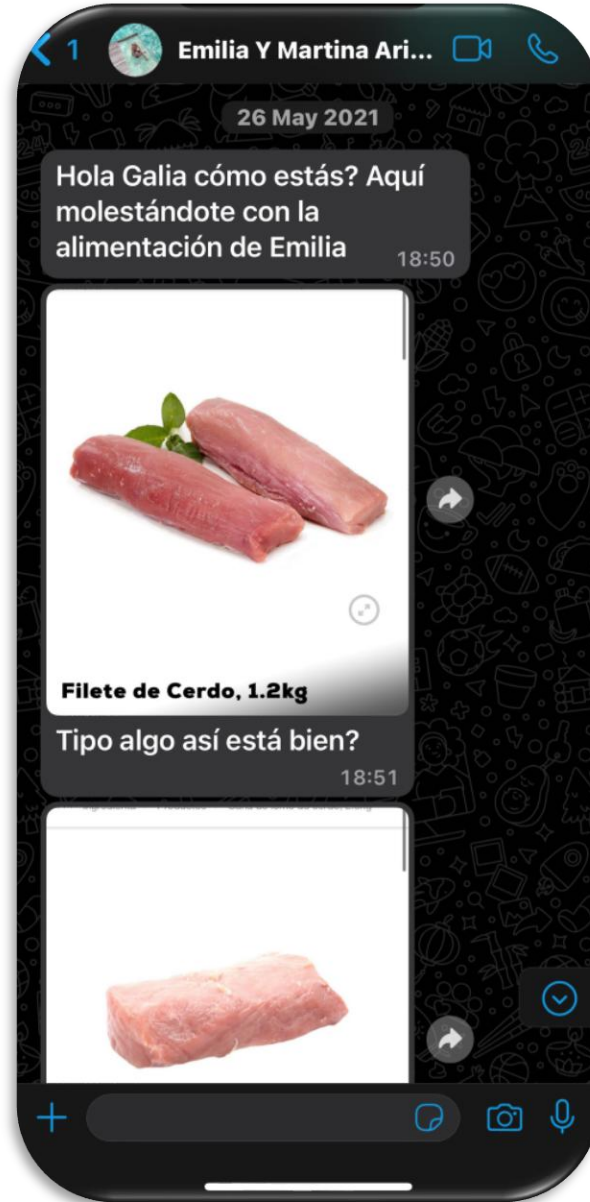 1
Emilia Y Martina Ari...
26 May 2021
Hola Galia cómo estás? Aquí
molestándote con la
alimentación de Emilia
18:50
Filete de Cerdo, 1.2kg
Tipo algo así está bien?
18:51